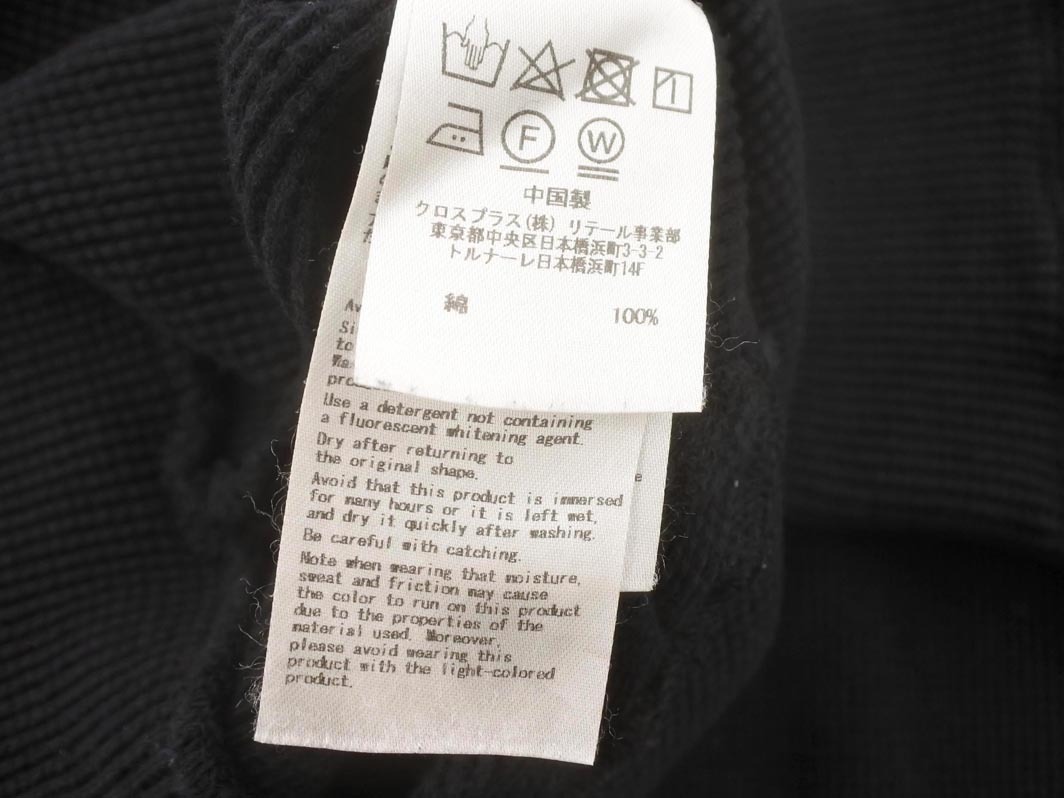 F
W
中国製
クロスプラス(株) リテール事業部
東京都中央区日本橋浜町3-3-2
トルナーレ日本橋浜町14F
綿 100%
Use a detergent not containing
a fluorescent whitening agent.
Dry after returning to
the original shape.
Avoid that this product is immersed
for many hours or it is left wet,
and dry it quickly after washing.
Be careful with catching.
Note when wearing that moisture,
sweat and friction may cause
the color to run on this product
due to the properties of the
material used. Moreover,
please avoid wearing this
product with the light-colored
product.